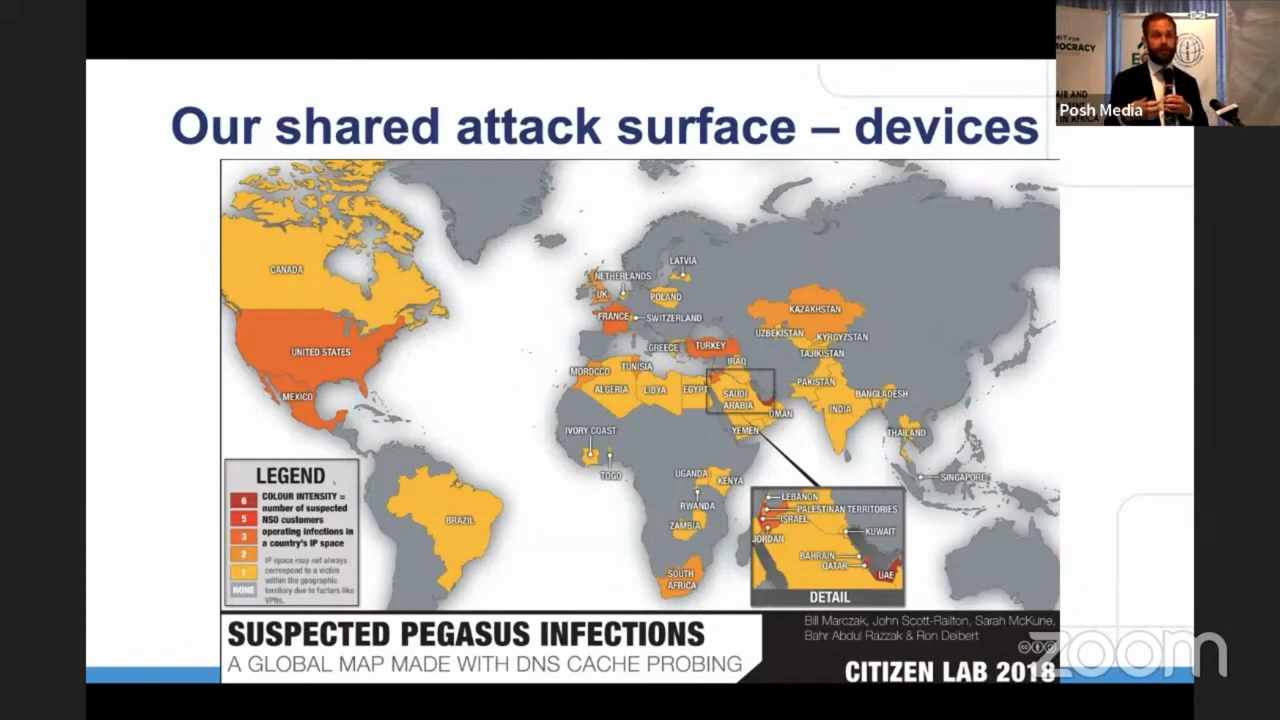 Our shared attack surface – devices
MIT FOR
MOCRACY
AIR AND
Posh Media
CANADA
UNITED STATES
MEXICO
BRAZIL
LATVIA
NETHERLANDS
UK
POLAND
FRANCE
SWITZERLAND
GREECE
TURKEY
KAZAKHSTAN
UZBEKISTAN
KYRGYZSTAN
TAJIKISTAN
MOROCCO
TUNISIA
IRAQ
ALGERIA
LIBYA
EGYPT
SAUDI
ARABIA
OMAN
YEMEN
PAKISTAN
BANGLADESH
INDIA
THAILAND
SINGAPORE
IVORY COAST
TOGO
UGANDA
KENYA
RWANDA
ZAMBIA
SOUTH
AFRICA
LEBANON
PALESTINIAN TERRITORIES
ISRAEL
JORDAN
KUWAIT
BAHRAIN
QATAR
UAE
DETAIL
LEGEND
6
5
3
2
1
NONE
COLOUR INTENSITY =
number of suspected
NSO customers
operating infections in
a country's IP space
IP space may not always
correspond to a victim
within the geographic
territory due to factors like
VPNs.
SUSPECTED PEGASUS INFECTIONS
A GLOBAL MAP MADE WITH DNS CACHE PROBING
Bill Marczak, John Scott-Railton, Sarah McKune,
Bahr Abdul Razzak & Ron Deibert
CITIZEN LAB 2018
zoom